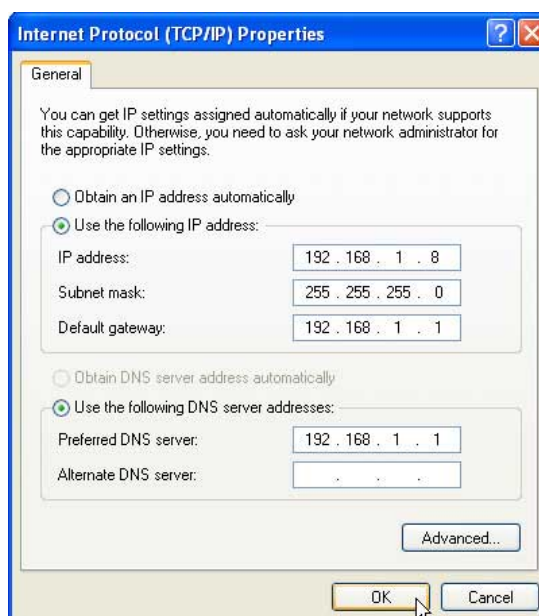 Internet Protocol (TCP/IP) Properties
General
You can get IP settings assigned automatically if your network supports
this capability. Otherwise, you need to ask your network administrator for
the appropriate IP settings.
Obtain an IP address automatically
Use the following IP address:
IP address: 192 . 168 . 1 . 8
Subnet mask: 255 . 255 . 255 . 0
Default gateway: 192 . 168 . 1 . 1
Obtain DNS server address automatically
Use the following DNS server addresses:
Preferred DNS server: 192 . 168 . 1 . 1
Alternate DNS server: . . .
Advanced...
OK Cancel